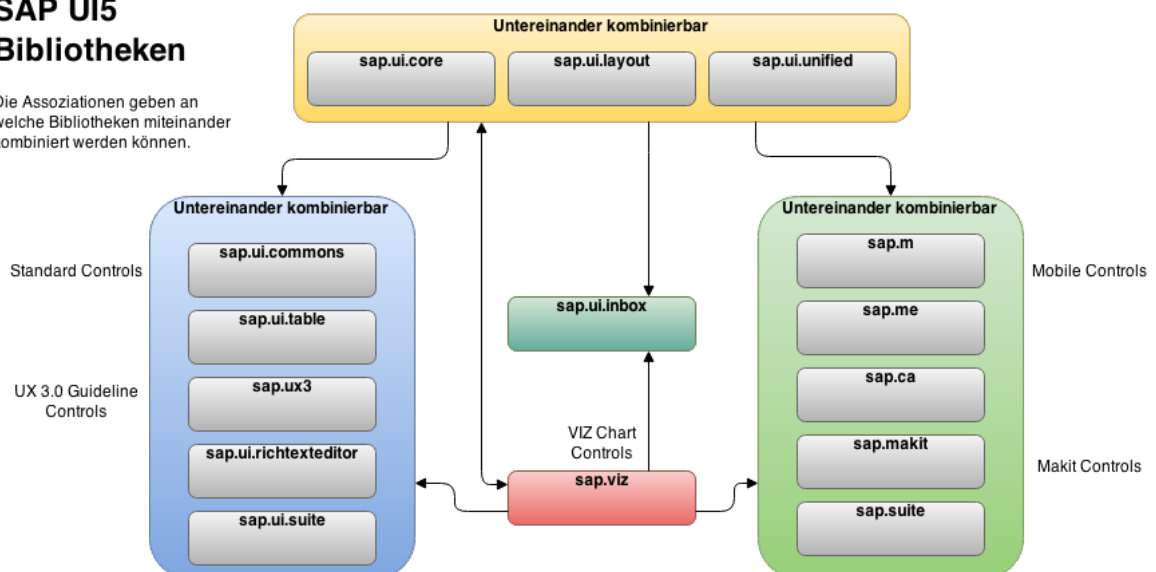 SAP UI5
Bibliotheken
Die Assoziationen geben an
welche Bibliotheken miteinander
kombiniert werden können.
Untereinander kombinierbar
sap.ui.core
sap.ui.layout
sap.ui.unified
Untereinander kombinierbar
sap.ui.commons
sap.ui.table
sap.ux3
sap.ui.richtexteditor
sap.ui.suite
Standard Controls
UX 3.0 Guideline
Controls
sap.ui.inbox
VIZ Chart
Controls
sap.viz
Untereinander kombinierbar
sap.m
sap.me
sap.ca
sap.makit
sap.suite
Mobile Controls
Makit Controls